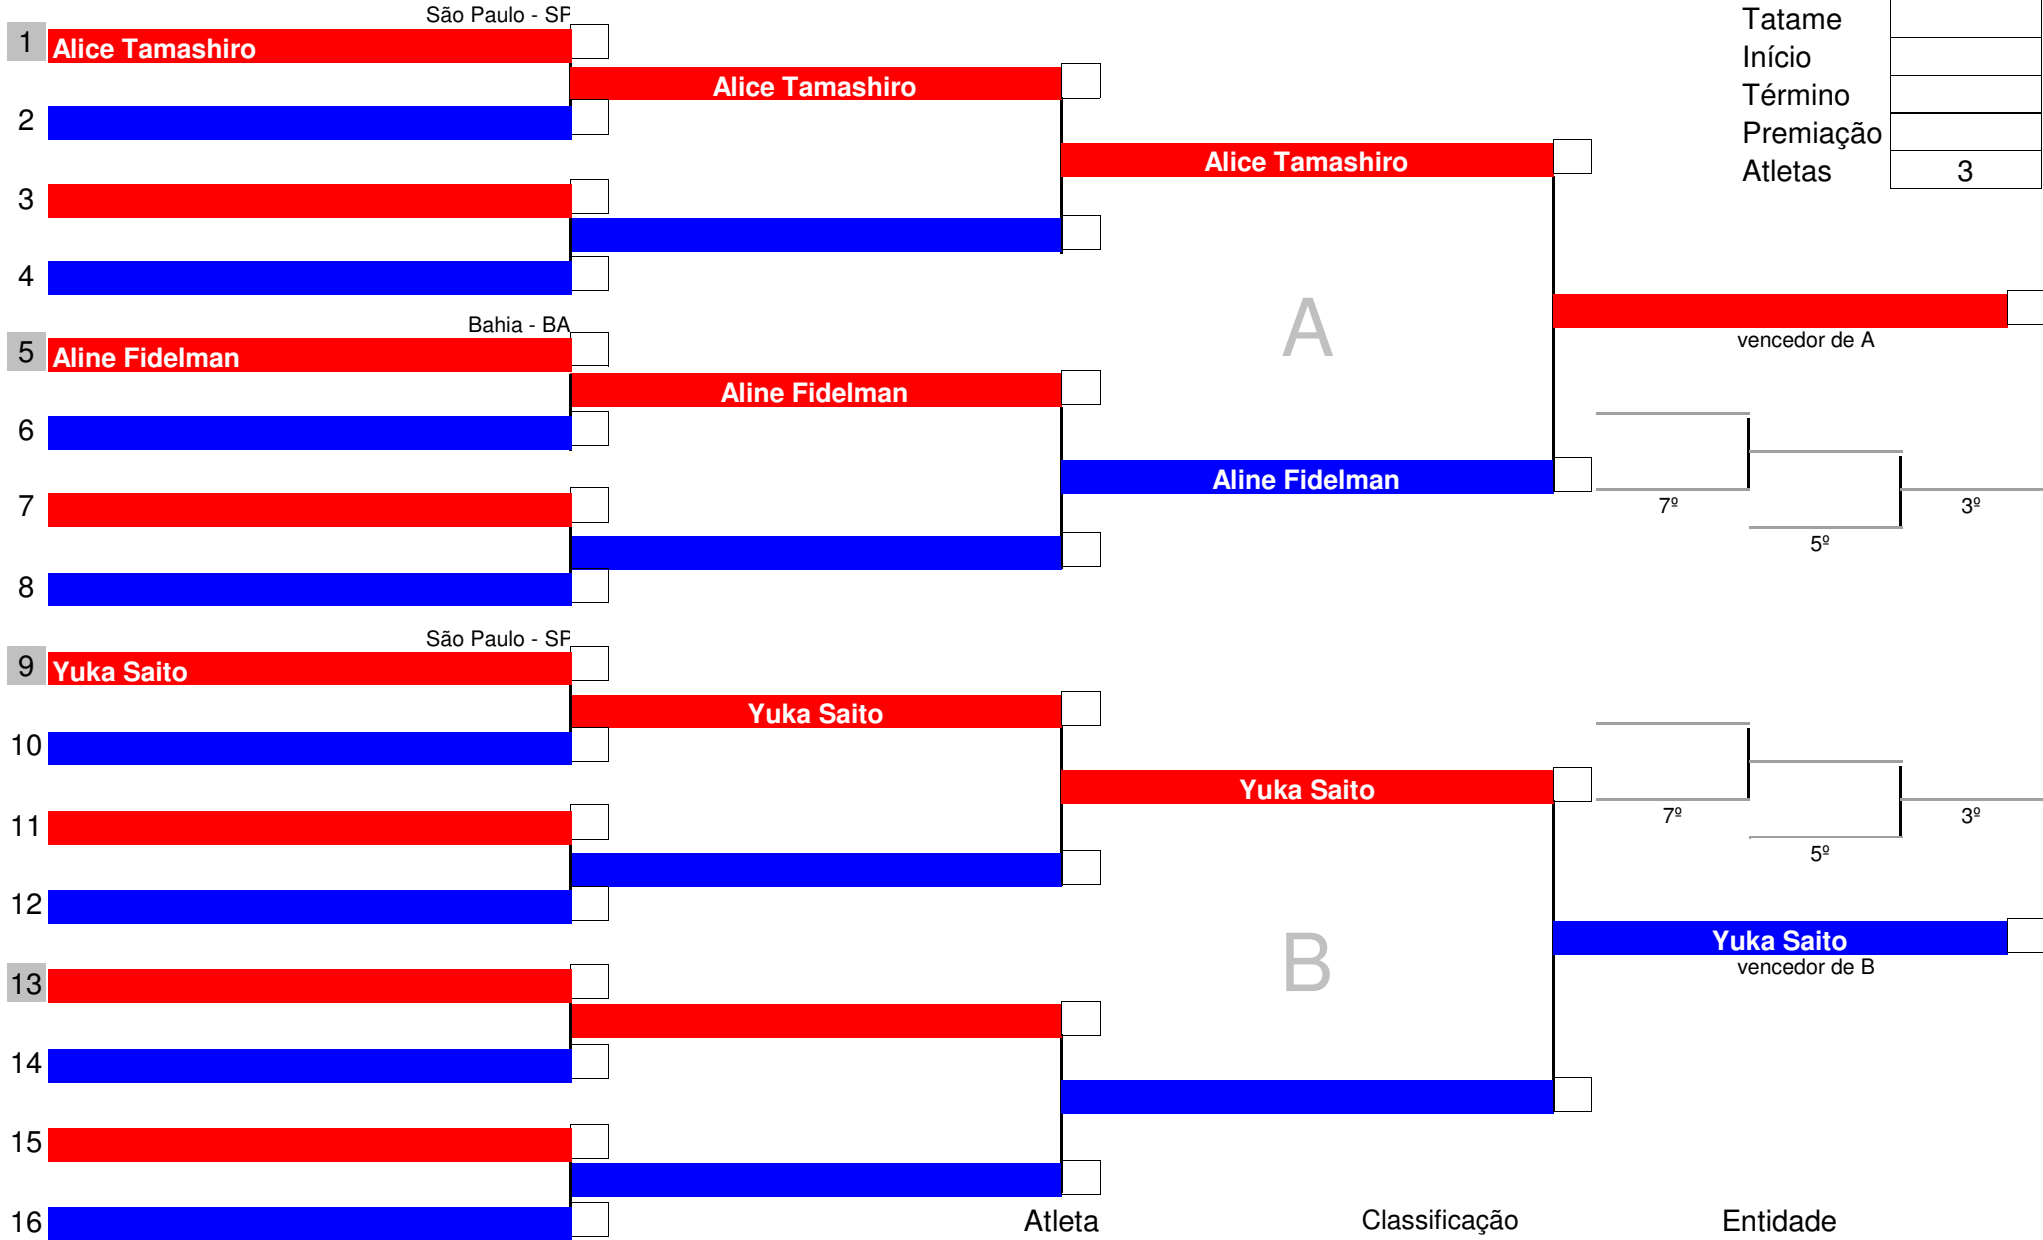 São Paulo - SP
1 Alice Tamashiro
Alice Tamashiro
2
Alice Tamashiro
3
4
Bahia - BA
5 Aline Fidelman
Aline Fidelman
6
Aline Fidelman
7
8
São Paulo - SP
9 Yuka Saito
Yuka Saito
10
Yuka Saito
11
12
13
14
15
16
A
B
Tatame
Início
Término
Premiação
Atletas 3
vencedor de A
7º
3º
5º
7º
3º
5º
Yuka Saito
vencedor de B
Atleta Classificação Entidade